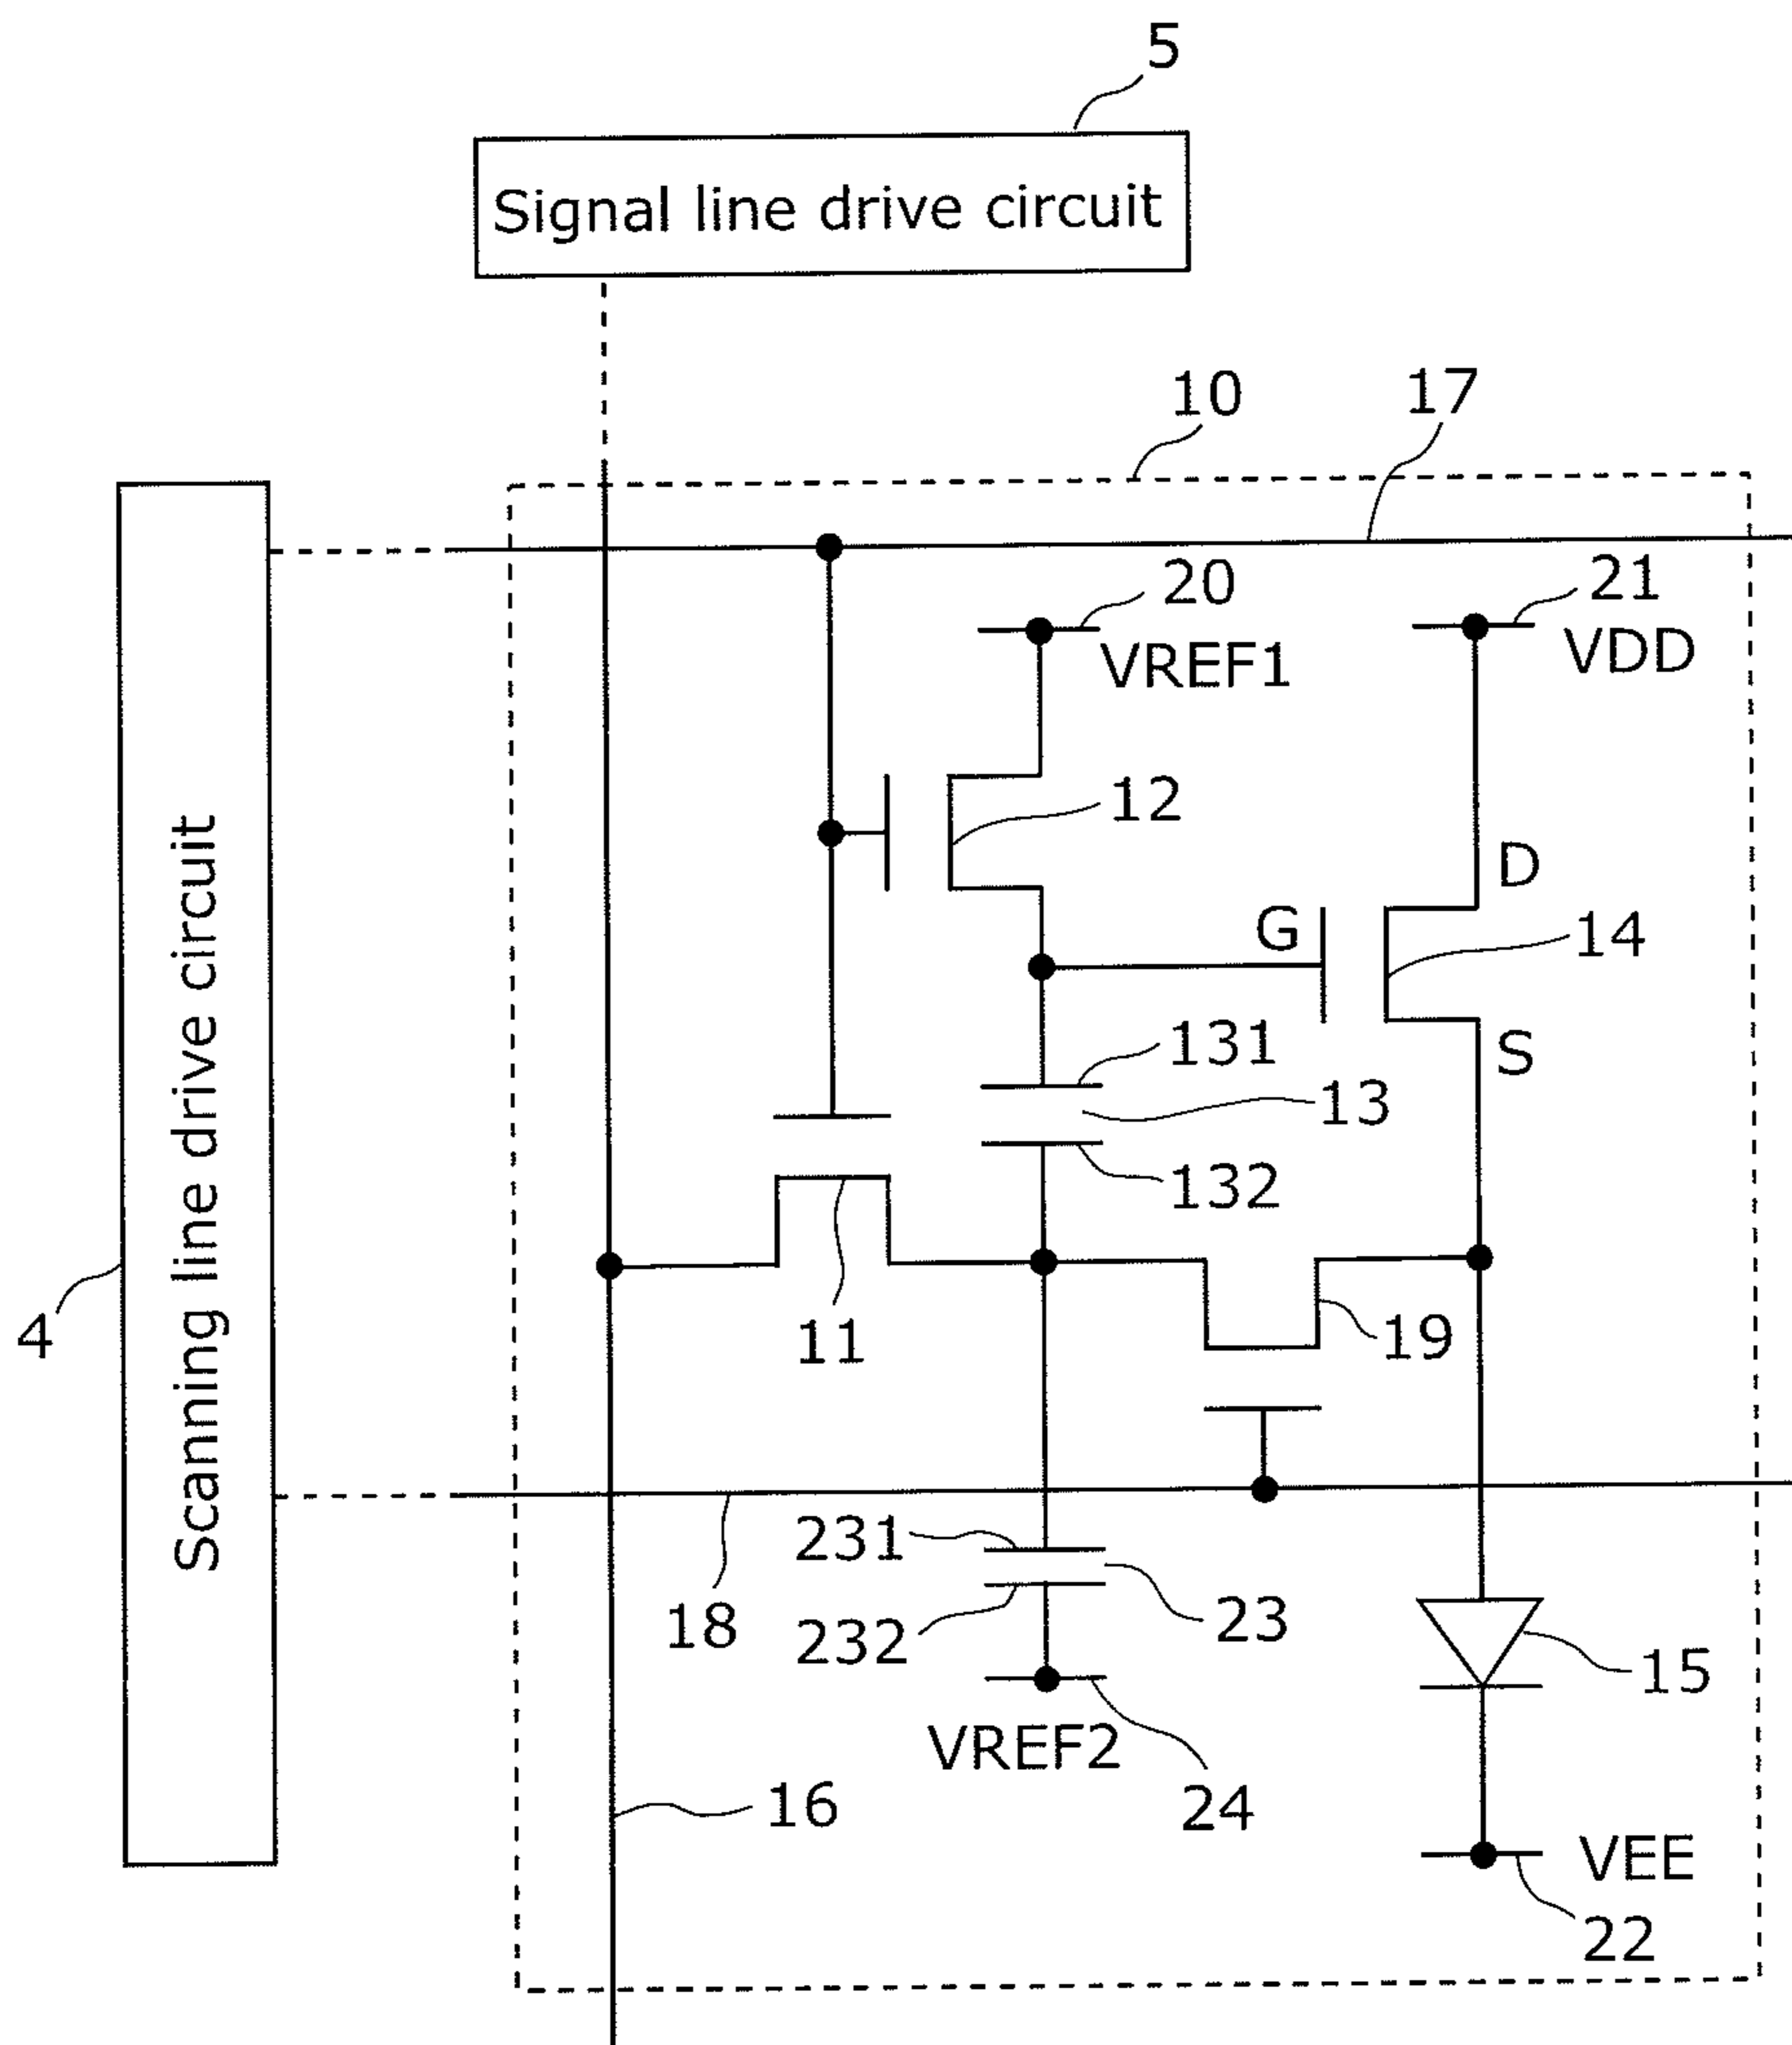 5
Signal line drive circuit
10
17
20
21
VREF1
VDD
12
D
G
14
131
S
13
132
Scanning line drive circuit
4
11
19
231
18
232
23
15
VREF2
16
24
VEE
22